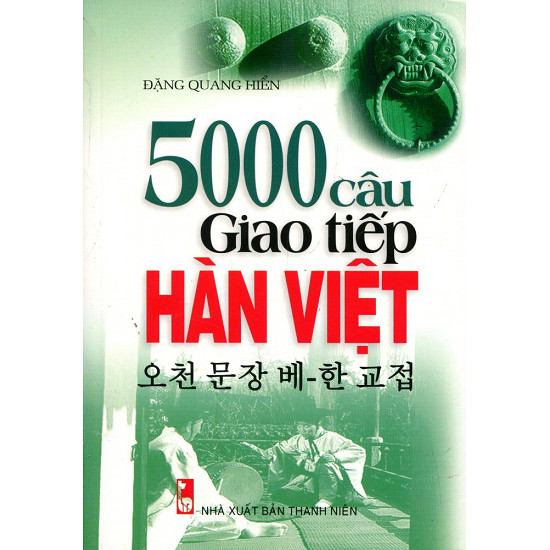 ĐẶNG QUANG HIỂN
5000 câu
Giao tiếp
HÀN VIỆT
오천 문장 베-한 교접
NHÀ XUẤT BẢN THANH NIÊN